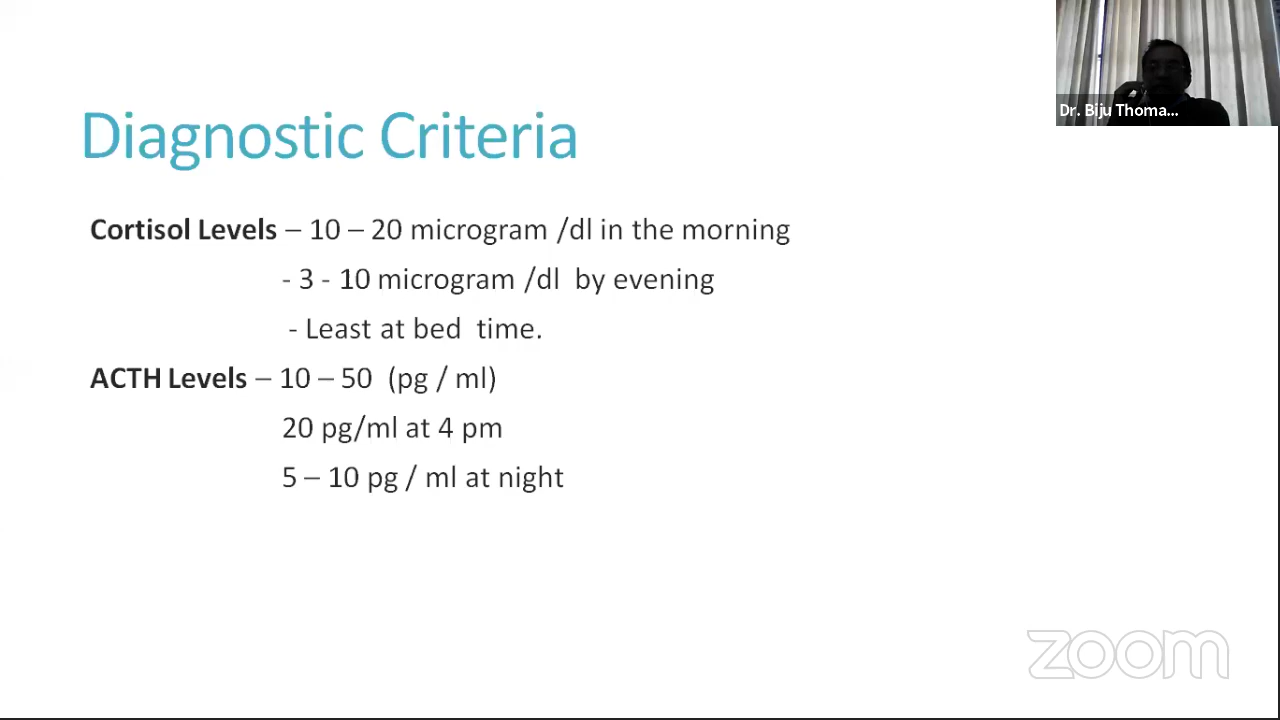 Dr. Biju Thoma...
Diagnostic Criteria
Cortisol Levels – 10 – 20 microgram /dl in the morning
- 3 - 10 microgram /dl by evening
- Least at bed time.
ACTH Levels – 10 – 50 (pg / ml)
20 pg/ml at 4 pm
5 – 10 pg / ml at night
zoom